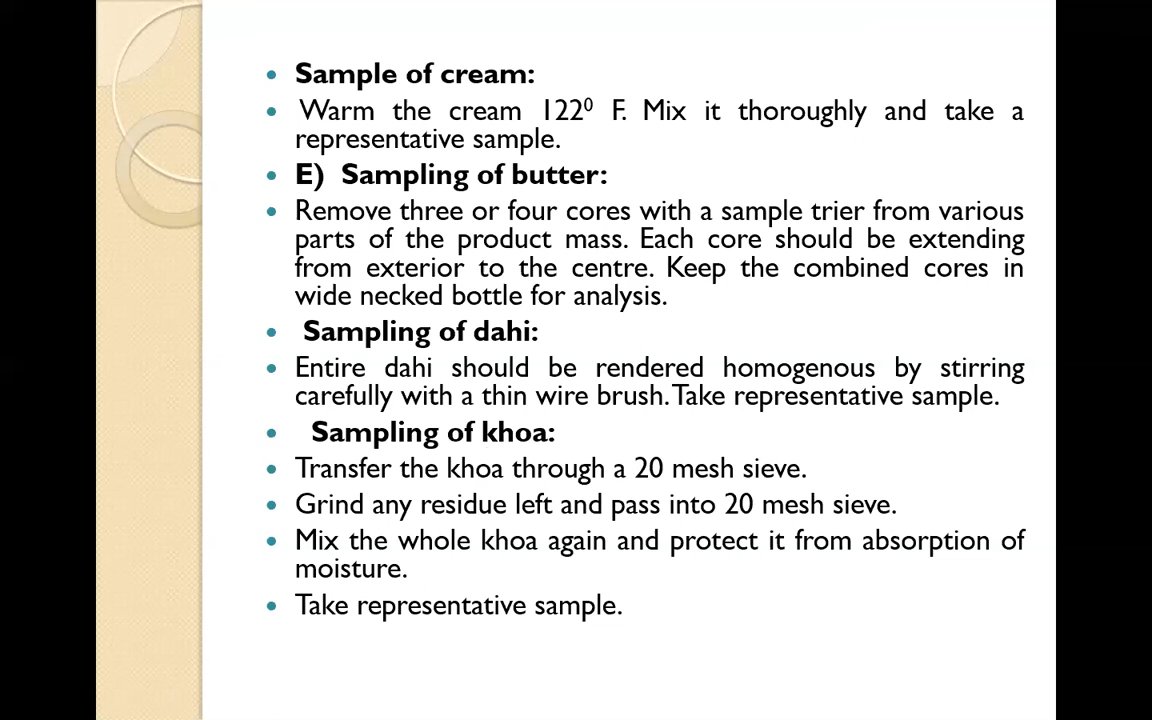 Sample of cream:
Warm the cream 122⁰ F. Mix it thoroughly and take a
representative sample.
E) Sampling of butter:
Remove three or four cores with a sample trier from various
parts of the product mass. Each core should be extending
from exterior to the centre. Keep the combined cores in
wide necked bottle for analysis.
Sampling of dahi:
Entire dahi should be rendered homogenous by stirring
carefully with a thin wire brush. Take representative sample.
Sampling of khoa:
Transfer the khoa through a 20 mesh sieve.
Grind any residue left and pass into 20 mesh sieve.
Mix the whole khoa again and protect it from absorption of
moisture.
Take representative sample.